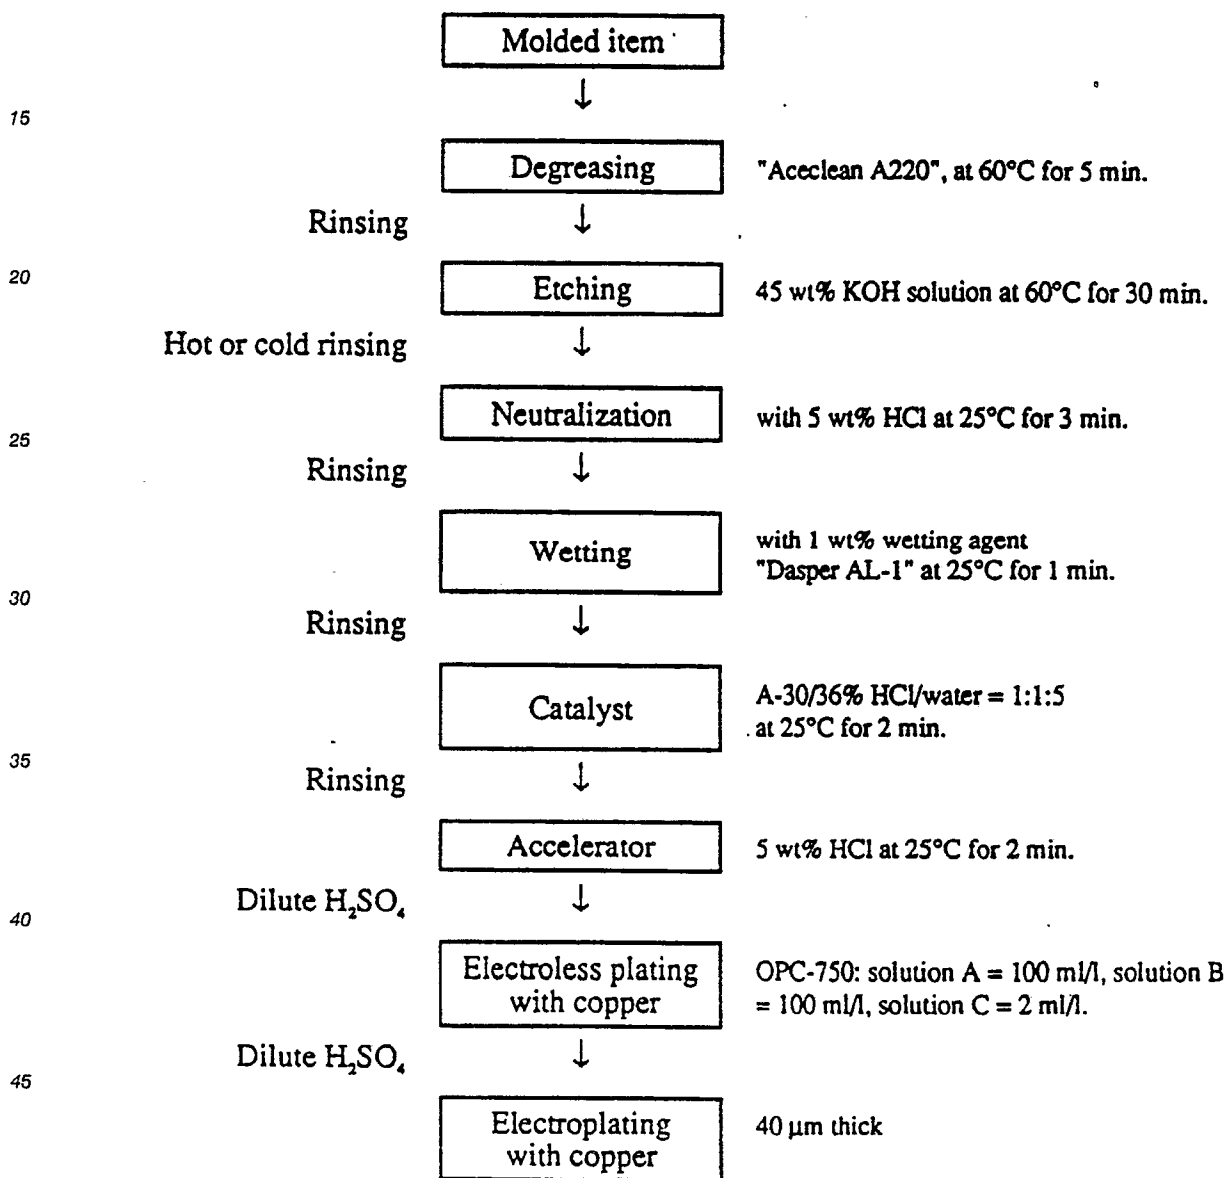 Molded item
↓
15
Degreasing
"Aceclean A220", at 60°C for 5 min.
Rinsing ↓
20
Etching
45 wt% KOH solution at 60°C for 30 min.
Hot or cold rinsing ↓
Neutralization
with 5 wt% HCl at 25°C for 3 min.
25
Rinsing ↓
Wetting
with 1 wt% wetting agent
"Dasper AL-1" at 25°C for 1 min.
30
Rinsing ↓
Catalyst
A-30/36% HCl/water = 1:1:5
at 25°C for 2 min.
35
Rinsing ↓
Accelerator
5 wt% HCl at 25°C for 2 min.
Dilute H₂SO₄ ↓
40
Electroless plating
with copper
OPC-750: solution A = 100 ml/l, solution B
= 100 ml/l, solution C = 2 ml/l.
Dilute H₂SO₄ ↓
45
Electroplating
with copper
40 µm thick